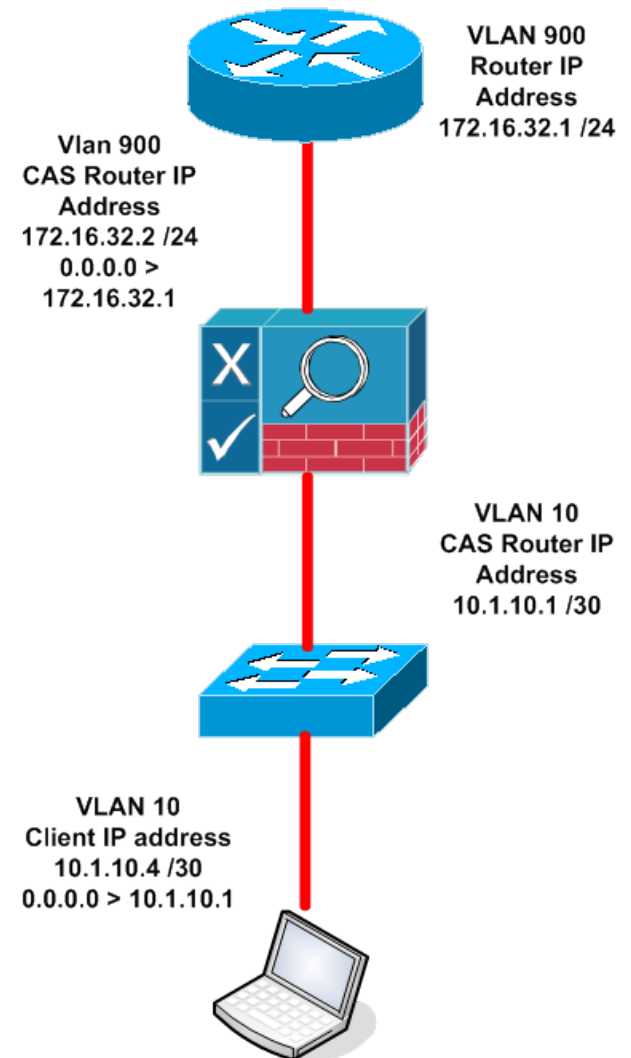 VLAN 900
Router IP
Address
172.16.32.1 /24
Vlan 900
CAS Router IP
Address
172.16.32.2 /24
0.0.0.0 >
172.16.32.1
X
VLAN 10
CAS Router IP
Address
10.1.10.1 /30
VLAN 10
Client IP address
10.1.10.4 /30
0.0.0.0 > 10.1.10.1